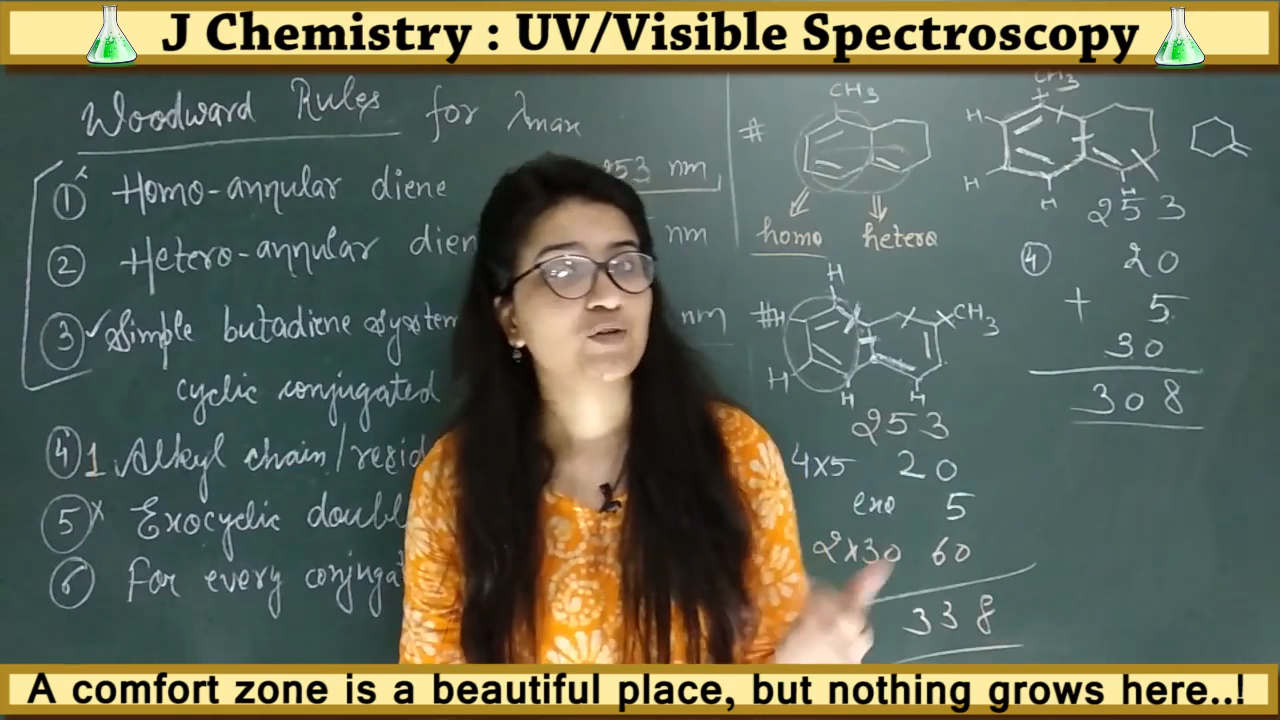 J Chemistry : UV/Visible Spectroscopy
Woodward Rules for λmax
① Homo-annular diene 253 nm
② Hetero-annular dien nm
③ ✓ Simple butadiene system nm
cyclic conjugated
④ 1 Alkyl chain/resid
⑤ x Exocyclic doubl
⑥ For every conjugat
# CH3
homo hetero
CH3
H
H
H
H
253
④ 20
+ 5
30
308
# H
CH3
H
H
H
H
253
4x5 20
exo 5
2x30 60
338
A comfort zone is a beautiful place, but nothing grows here..!